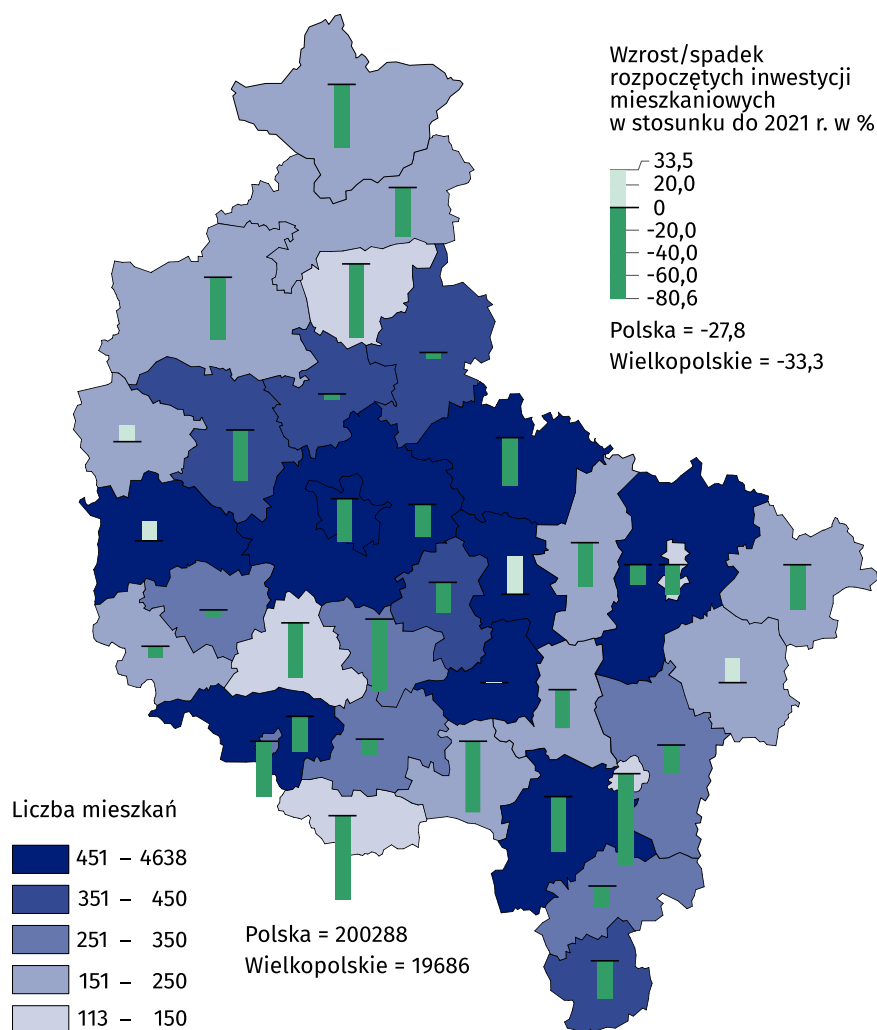 Wzrost/spadek
rozpoczętych inwestycji
mieszkaniowych
w stosunku do 2021 r. w %
33,5
20,0
0
-20,0
-40,0
-60,0
-80,6
Polska = -27,8
Wielkopolskie = -33,3
Liczba mieszkań
451 – 4638
351 – 450
251 – 350
151 – 250
113 – 150
Polska = 200288
Wielkopolskie = 19686